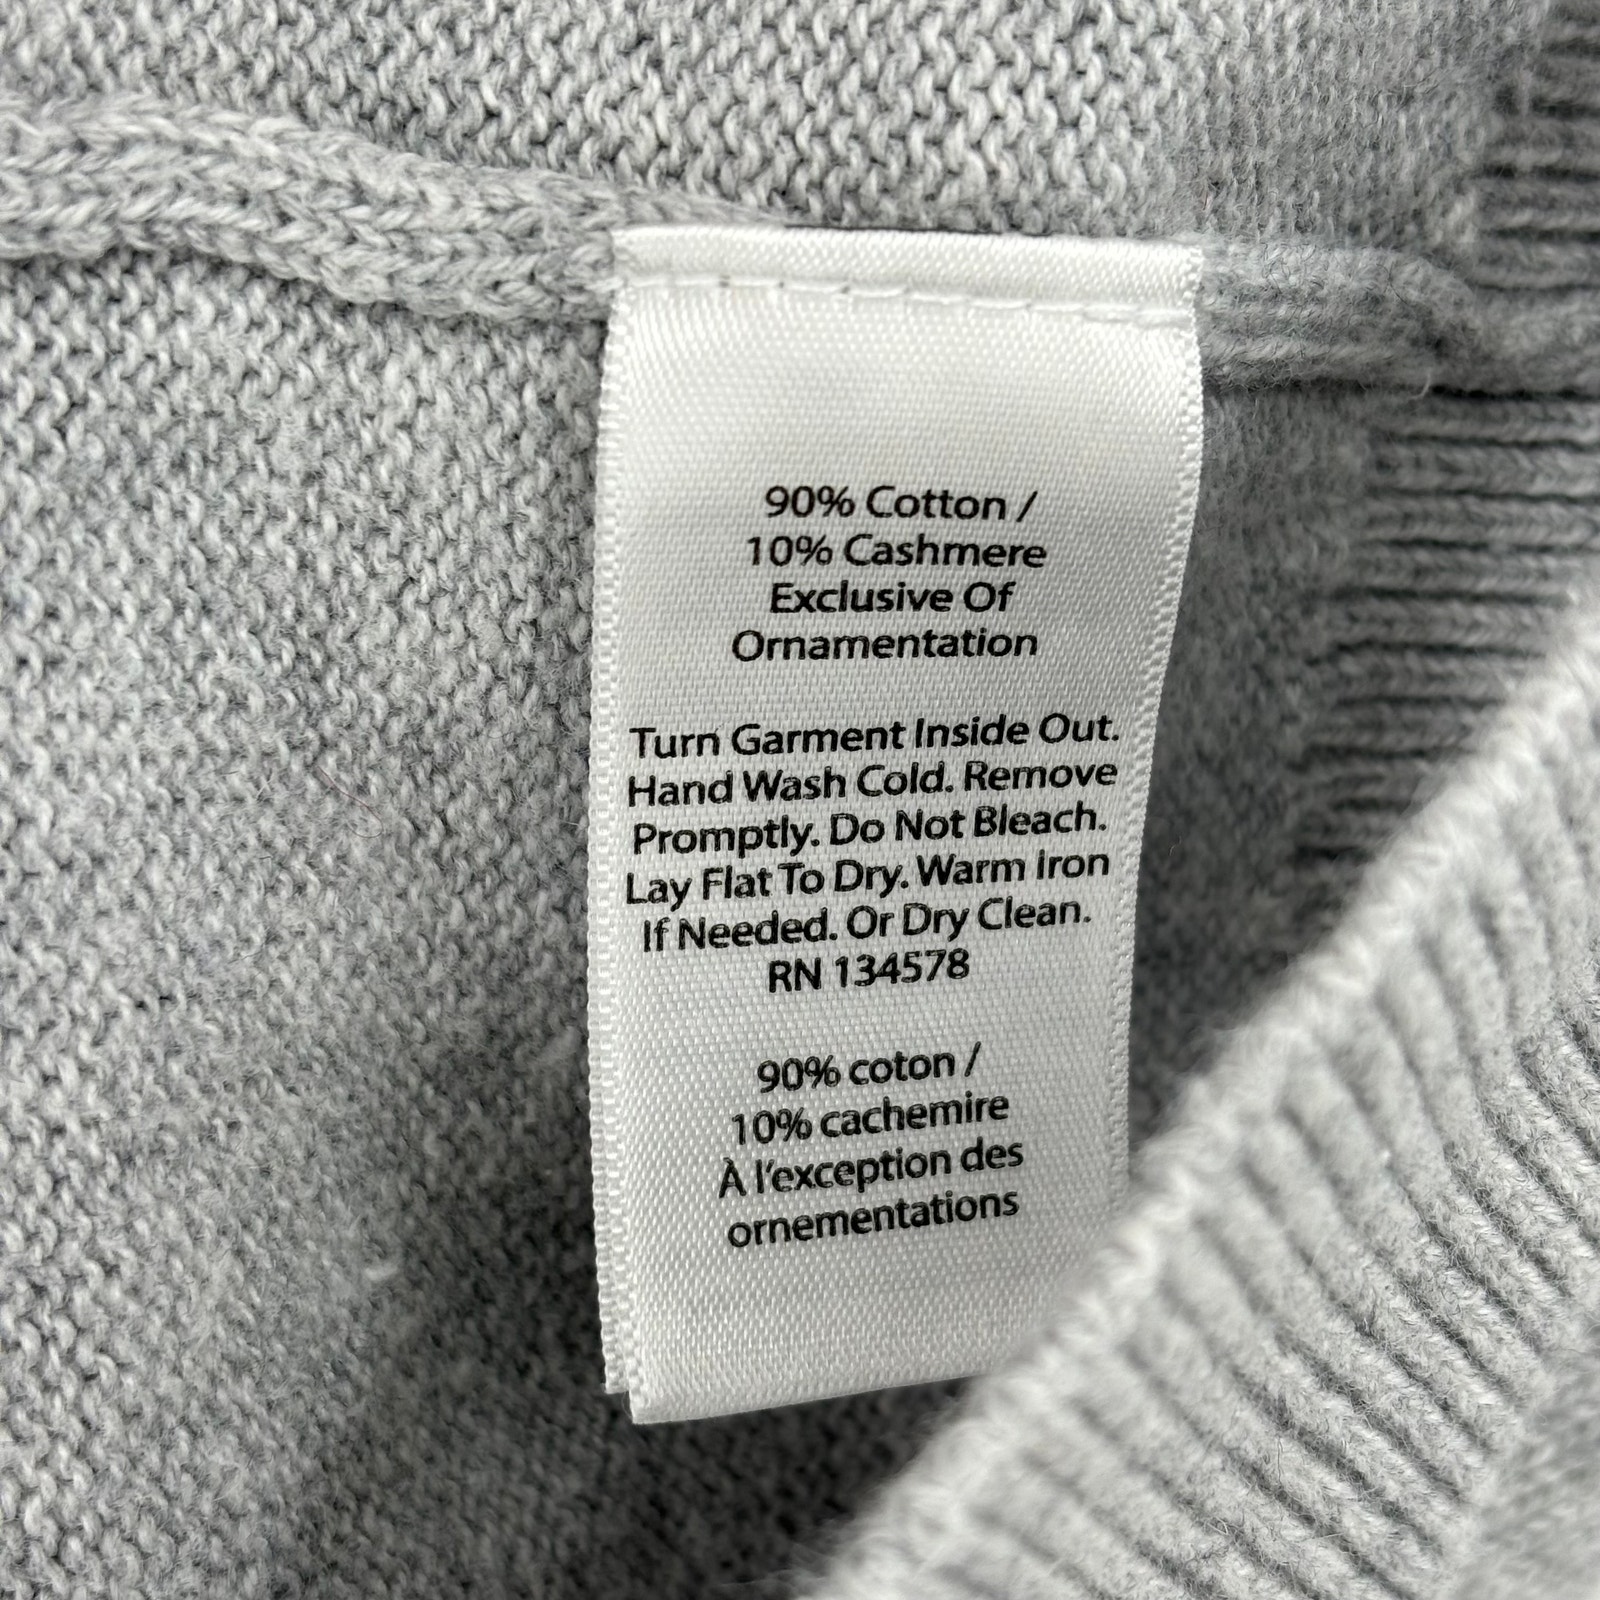 90% Cotton /
10% Cashmere
Exclusive Of
Ornamentation
Turn Garment Inside Out.
Hand Wash Cold. Remove
Promptly. Do Not Bleach.
Lay Flat To Dry. Warm Iron
If Needed. Or Dry Clean.
RN 134578
90% coton /
10% cachemire
À l'exception des
ornementations